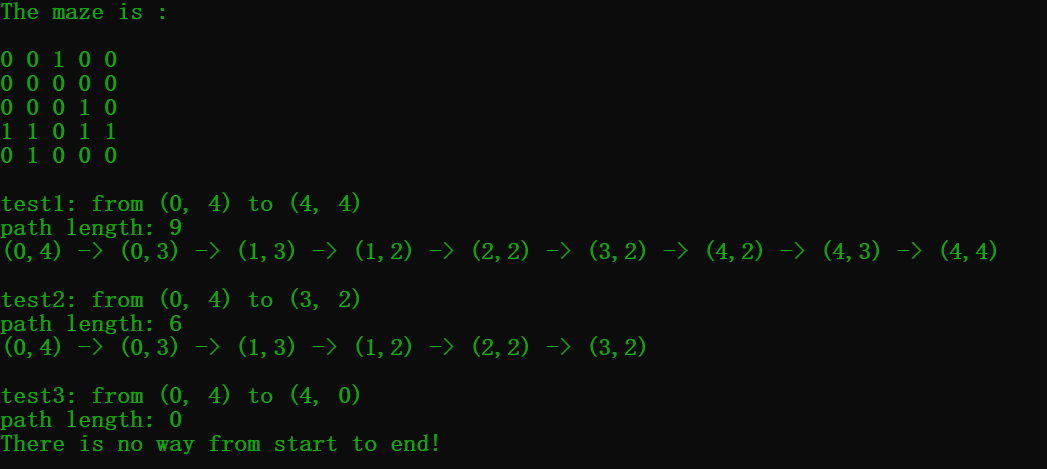 The maze is :
0 0 1 0 0
0 0 0 0 0
0 0 0 1 0
1 1 0 1 1
0 1 0 0 0
test1: from (0, 4) to (4, 4)
path length: 9
(0,4) -> (0,3) -> (1,3) -> (1,2) -> (2,2) -> (3,2) -> (4,2) -> (4,3) -> (4,4)
test2: from (0, 4) to (3, 2)
path length: 6
(0,4) -> (0,3) -> (1,3) -> (1,2) -> (2,2) -> (3,2)
test3: from (0, 4) to (4, 0)
path length: 0
There is no way from start to end!